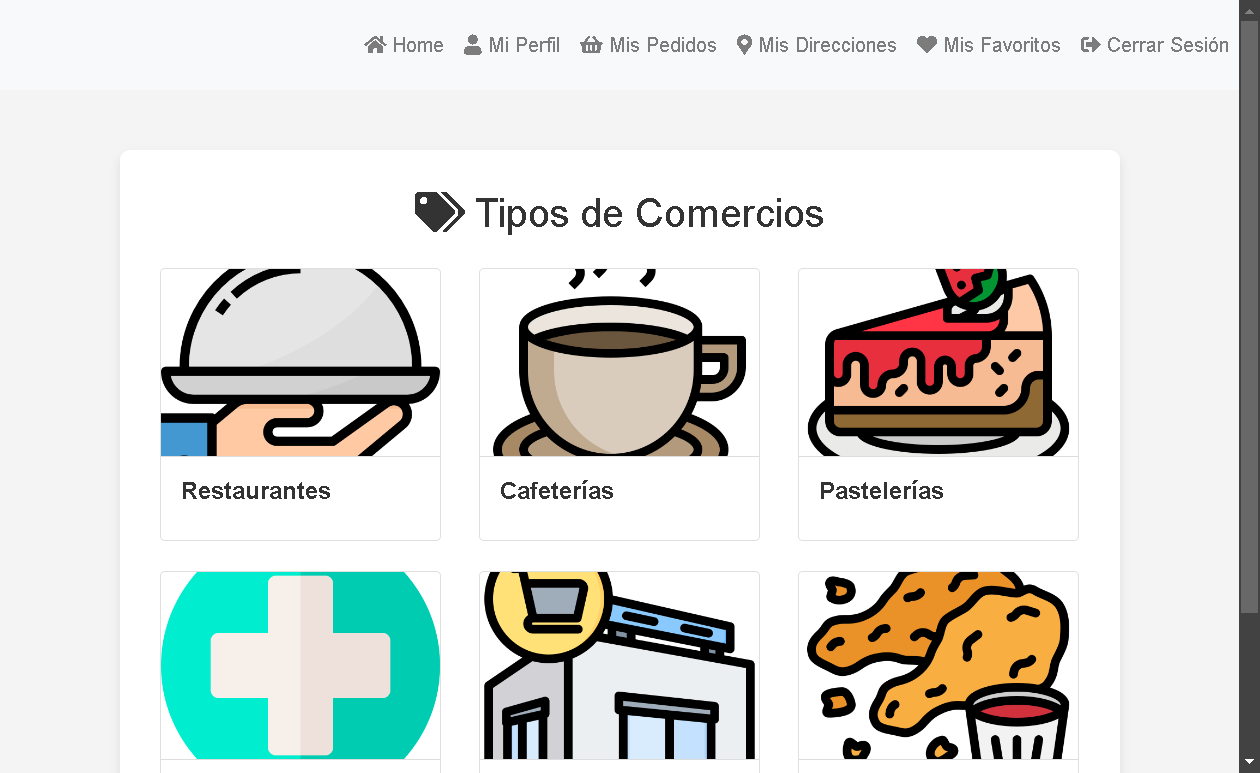 Home Mi Perfil Mis Pedidos Mis Direcciones Mis Favoritos Cerrar Sesión
Tipos de Comercios
Restaurantes Cafeterías Pastelerías